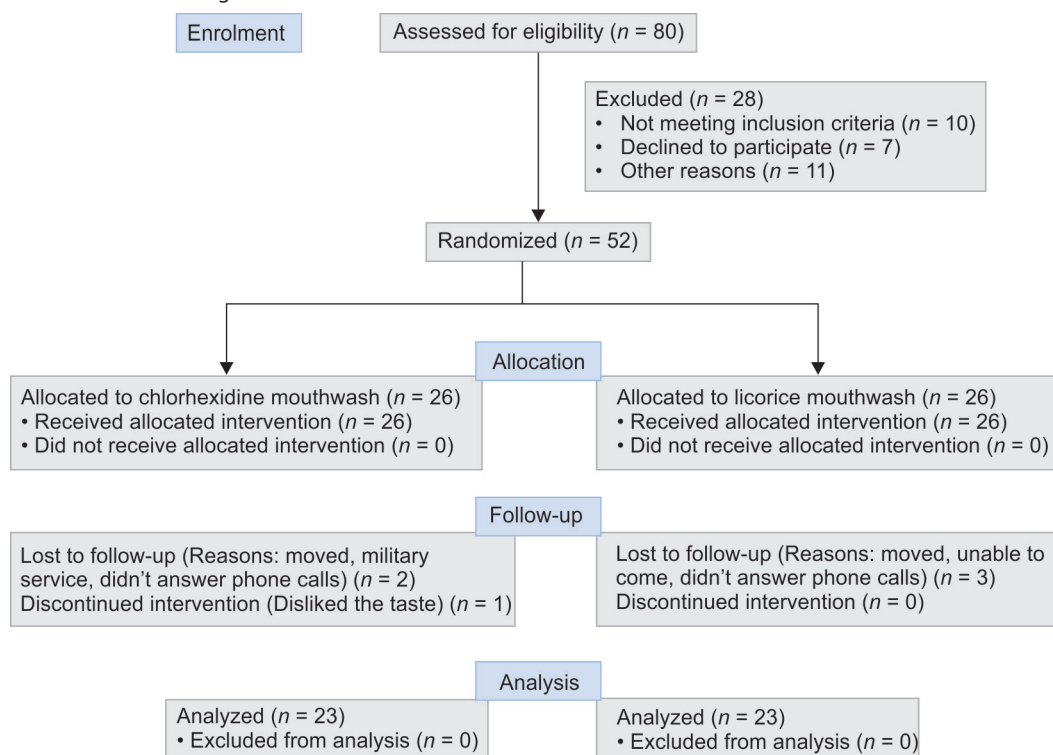 Enrolment
Assessed for eligibility (n = 80)
Excluded (n = 28)
• Not meeting inclusion criteria (n = 10)
• Declined to participate (n = 7)
• Other reasons (n = 11)
Randomized (n = 52)
Allocation
Allocated to chlorhexidine mouthwash (n = 26)
• Received allocated intervention (n = 26)
• Did not receive allocated intervention (n = 0)
Allocated to licorice mouthwash (n = 26)
• Received allocated intervention (n = 26)
• Did not receive allocated intervention (n = 0)
Follow-up
Lost to follow-up (Reasons: moved, military
service, didn't answer phone calls) (n = 2)
Discontinued intervention (Disliked the taste) (n = 1)
Lost to follow-up (Reasons: moved, unable to
come, didn't answer phone calls) (n = 3)
Discontinued intervention (n = 0)
Analysis
Analyzed (n = 23)
• Excluded from analysis (n = 0)
Analyzed (n = 23)
• Excluded from analysis (n = 0)